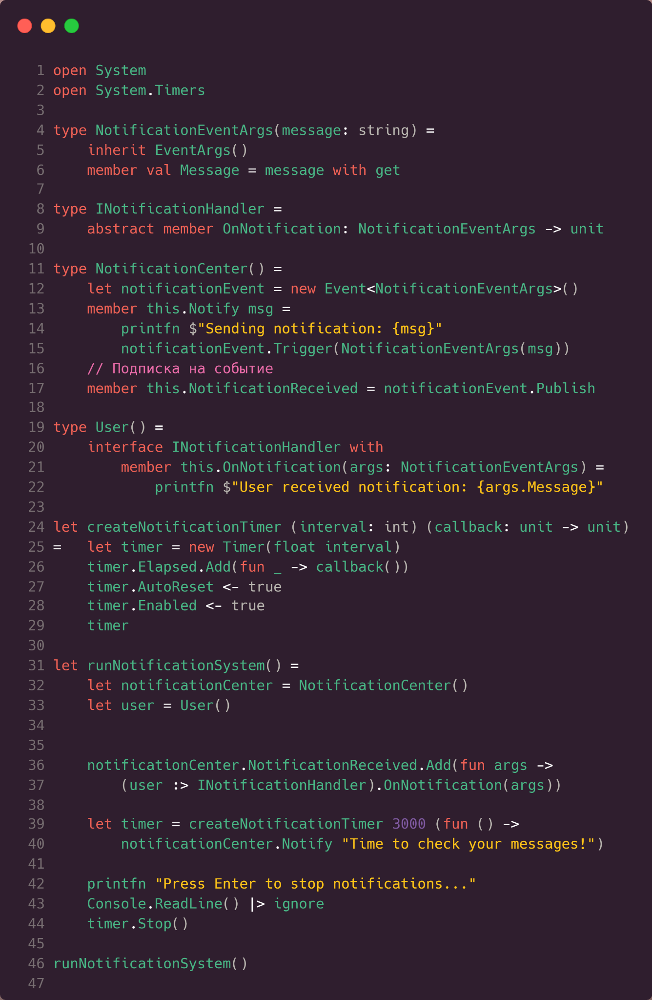 1 open System
2 open System.Timers
3
4 type NotificationEventArgs(message: string) =
5     inherit EventArgs()
6     member val Message = message with get
7
8 type INotificationHandler =
9     abstract member OnNotification: NotificationEventArgs -> unit
10
11 type NotificationCenter() =
12     let notificationEvent = new Event<NotificationEventArgs>()
13     member this.Notify msg =
14         printfn $"Sending notification: {msg}"
15         notificationEvent.Trigger(NotificationEventArgs(msg))
16     // Подписка на событие
17     member this.NotificationReceived = notificationEvent.Publish
18
19 type User() =
20     interface INotificationHandler with
21         member this.OnNotification(args: NotificationEventArgs) =
22             printfn $"User received notification: {args.Message}"
23
24 let createNotificationTimer (interval: int) (callback: unit -> unit)
25 =   let timer = new Timer(float interval)
26     timer.Elapsed.Add(fun _ -> callback())
27     timer.AutoReset <- true
28     timer.Enabled <- true
29     timer
30
31 let runNotificationSystem() =
32     let notificationCenter = NotificationCenter()
33     let user = User()
34
35
36     notificationCenter.NotificationReceived.Add(fun args ->
37         (user :> INotificationHandler).OnNotification(args))
38
39     let timer = createNotificationTimer 3000 (fun () ->
40         notificationCenter.Notify "Time to check your messages!")
41
42     printfn "Press Enter to stop notifications..."
43     Console.ReadLine() |> ignore
44     timer.Stop()
45
46 runNotificationSystem()
47